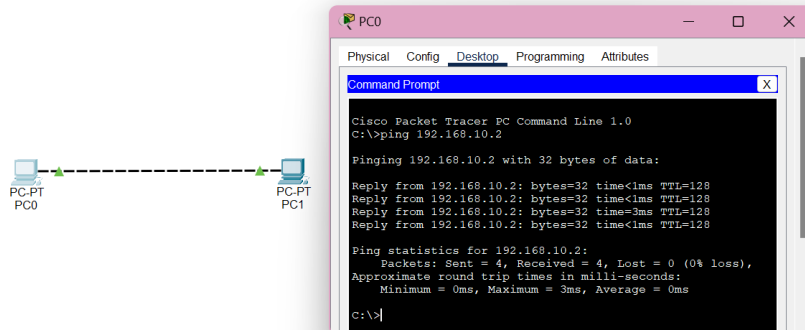 PC0
Physical Config Desktop Programming Attributes
Command Prompt
X
Cisco Packet Tracer PC Command Line 1.0
C:\>ping 192.168.10.2
Pinging 192.168.10.2 with 32 bytes of data:
Reply from 192.168.10.2: bytes=32 time<1ms TTL=128
Reply from 192.168.10.2: bytes=32 time<1ms TTL=128
Reply from 192.168.10.2: bytes=32 time=3ms TTL=128
Reply from 192.168.10.2: bytes=32 time<1ms TTL=128
Ping statistics for 192.168.10.2:
Packets: Sent = 4, Received = 4, Lost = 0 (0% loss),
Approximate round trip times in milli-seconds:
Minimum = 0ms, Maximum = 3ms, Average = 0ms
C:\>
PC-PT
PC0
PC-PT
PC1